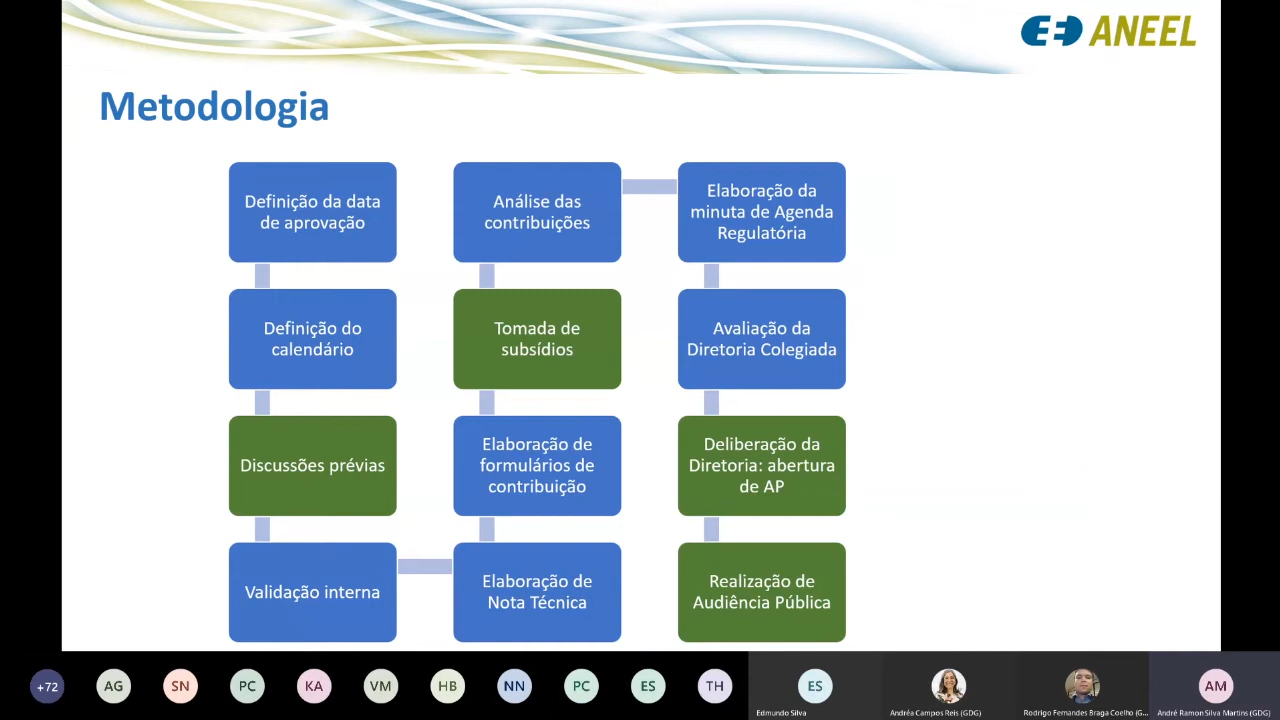 ANEEL
Metodologia
Definição da data
de aprovação
Definição do
calendário
Discussões prévias
Validação interna
Elaboração de
Nota Técnica
Elaboração de
formulários de
contribuição
Tomada de
subsídios
Análise das
contribuições
Elaboração da
minuta de Agenda
Regulatória
Avaliação da
Diretoria Colegiada
Deliberação da
Diretoria: abertura
de AP
Realização de
Audiência Pública
+72
AG
SN
PC
KA
VM
HB
NN
PC
ES
TH
ES
AM
Edmundo Silva
Andréa Campos Reis (GDG)
Rodrigo Fernandes Braga Coelho (G...
André Ramon Silva Martins (GDG)